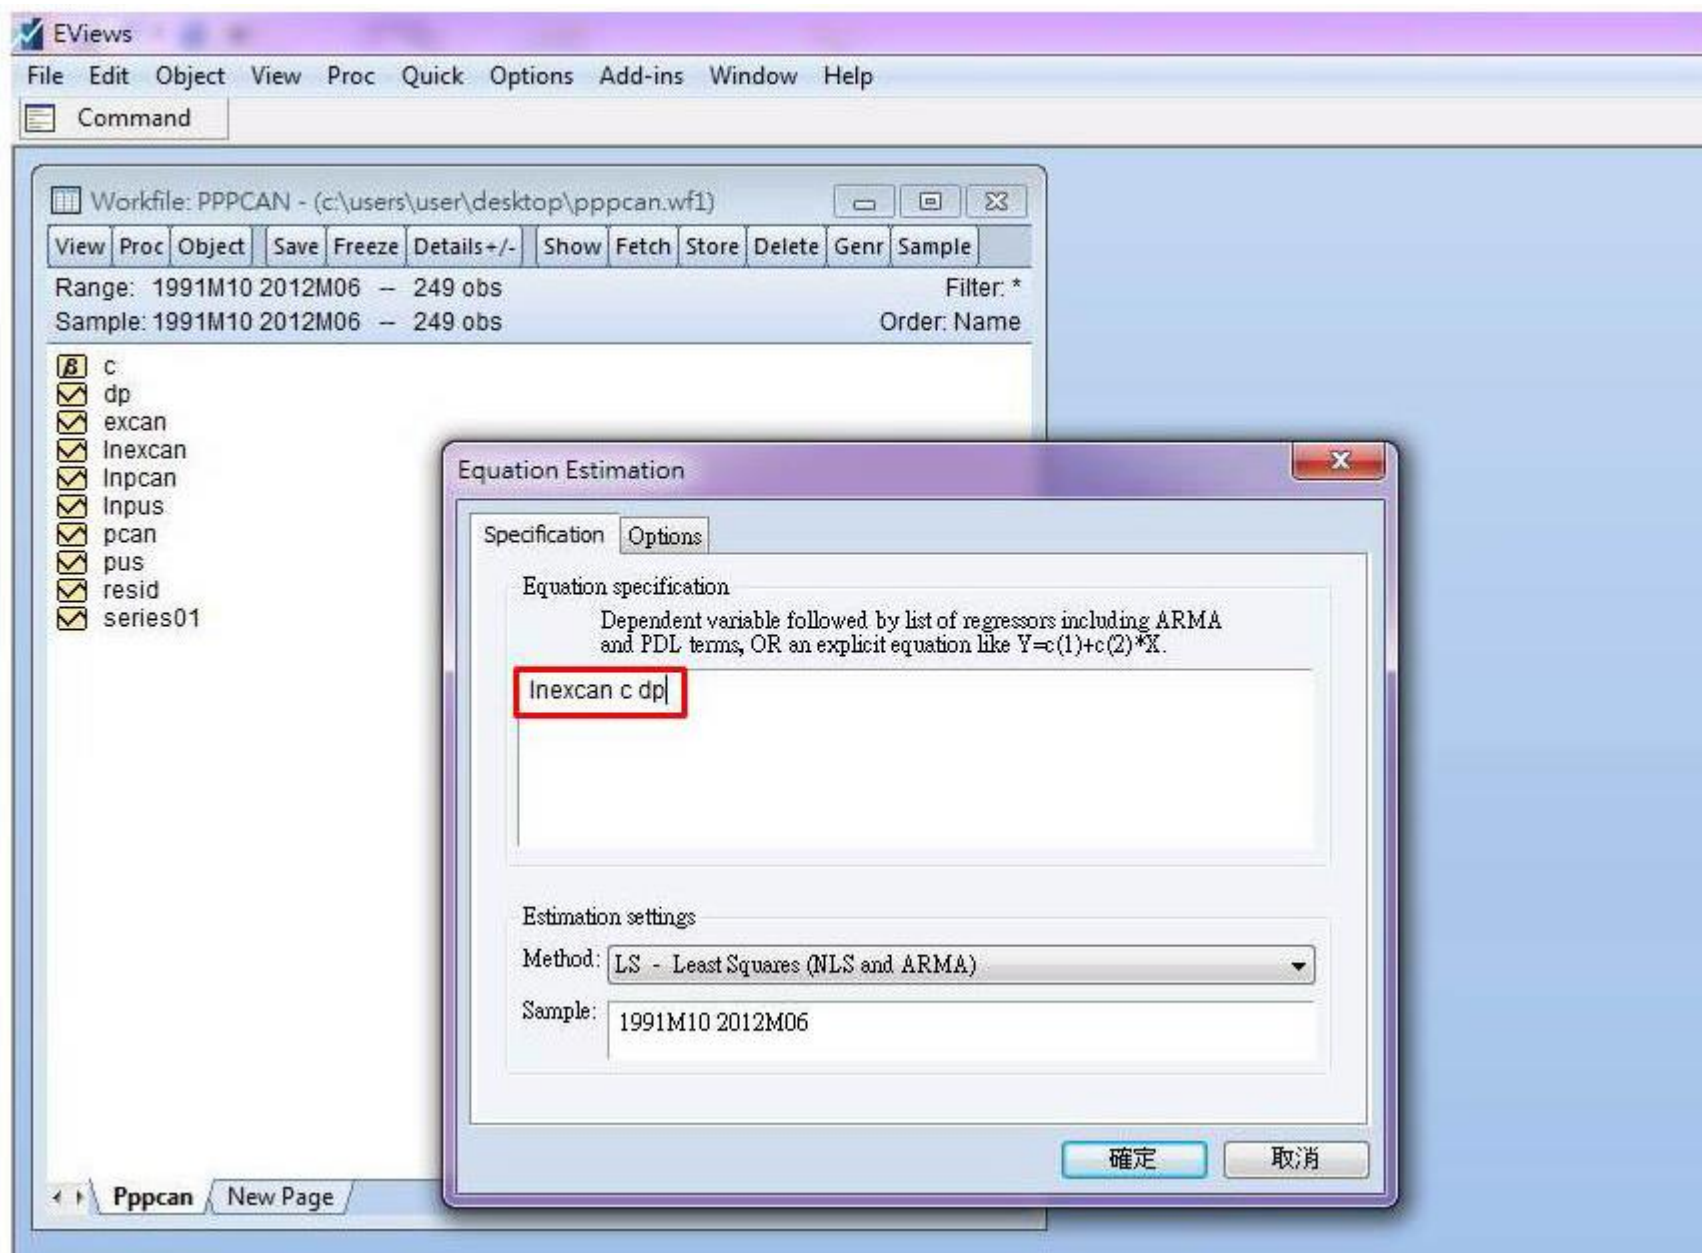 EViews
File Edit Object View Proc Quick Options Add-ins Window Help
Command
Workfile: PPPCAN - (c:\users\user\desktop\pppcan.wf1)
View Proc Object Save Freeze Details+/- Show Fetch Store Delete Genr Sample
Range: 1991M10 2012M06 – 249 obs Filter: *
Sample: 1991M10 2012M06 – 249 obs Order: Name
β c
dp
excan
lnexcan
lnpcan
lnpus
pcan
pus
resid
series01
Equation Estimation
Specification Options
Equation specification
Dependent variable followed by list of regressors including ARMA
and PDL terms, OR an explicit equation like Y=c(1)+c(2)*X.
lnexcan c dp
Estimation settings
Method: LS - Least Squares (NLS and ARMA)
Sample: 1991M10 2012M06
確定 取消
Pppcan New Page